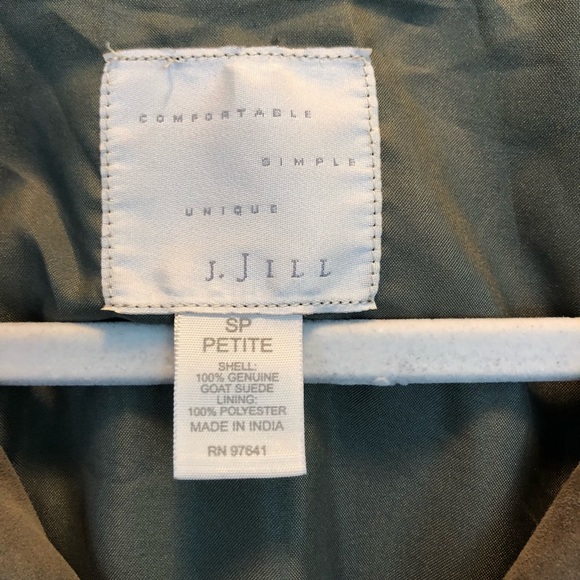 COMFORTABLE
SIMPLE
UNIQUE
J. JILL
SP
PETITE
SHELL:
100% GENUINE
GOAT SUEDE
LINING:
100% POLYESTER
MADE IN INDIA
RN 97641